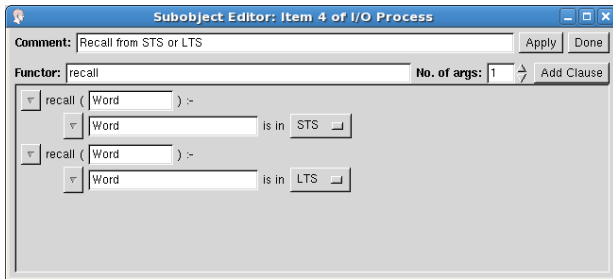 Subobject Editor: Item 4 of I/O Process
Comment: Recall from STS or LTS Apply Done
Functor: recall No. of args: 1 Add Clause
recall ( Word ) :-
Word is in STS
recall ( Word ) :-
Word is in LTS